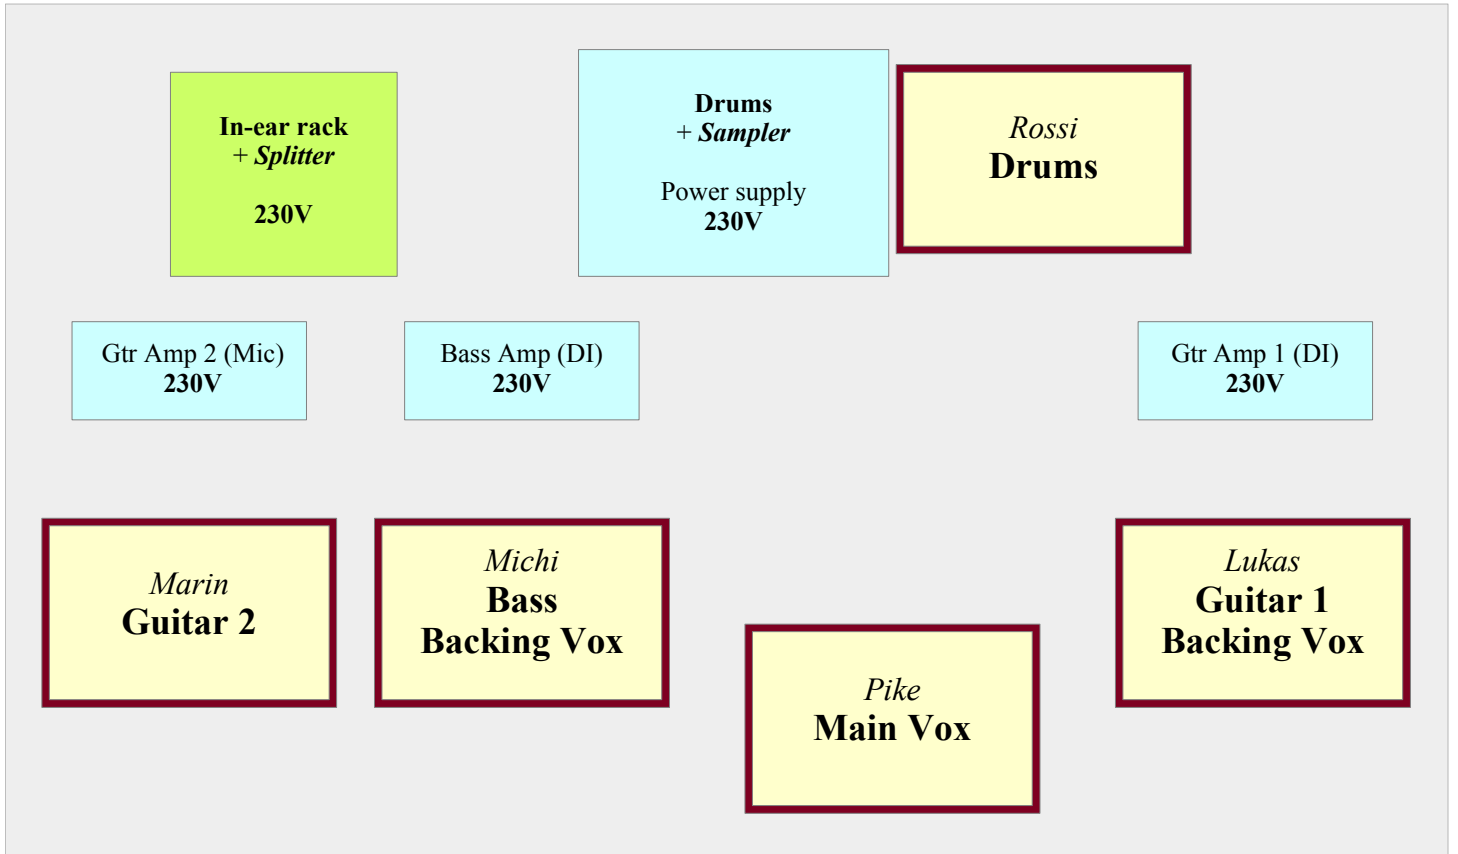 In-ear rack
+ Splitter
230V
Drums
+ Sampler
Power supply
230V
Rossi
Drums
Gtr Amp 2 (Mic)
230V
Bass Amp (DI)
230V
Gtr Amp 1 (DI)
230V
Marin
Guitar 2
Michi
Bass
Backing Vox
Pike
Main Vox
Lukas
Guitar 1
Backing Vox